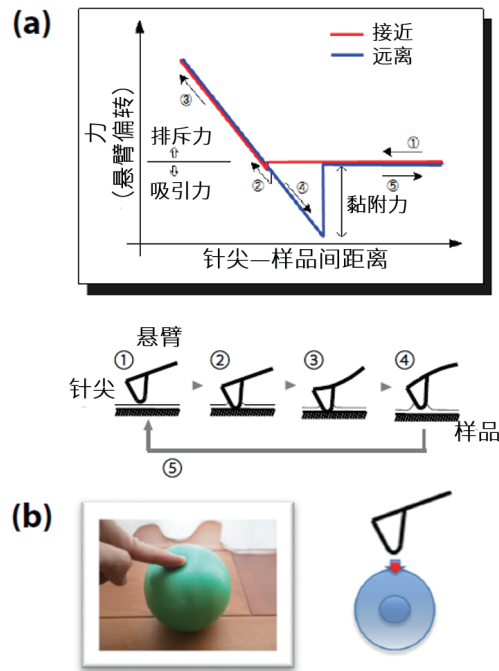 (a)
接近
远离
力
(悬臂偏转)
排斥力
吸引力
③
①
②
④
⑤
黏附力
针尖—样品间距离
悬臂
①
②
③
④
针尖
样品
⑤
(b)